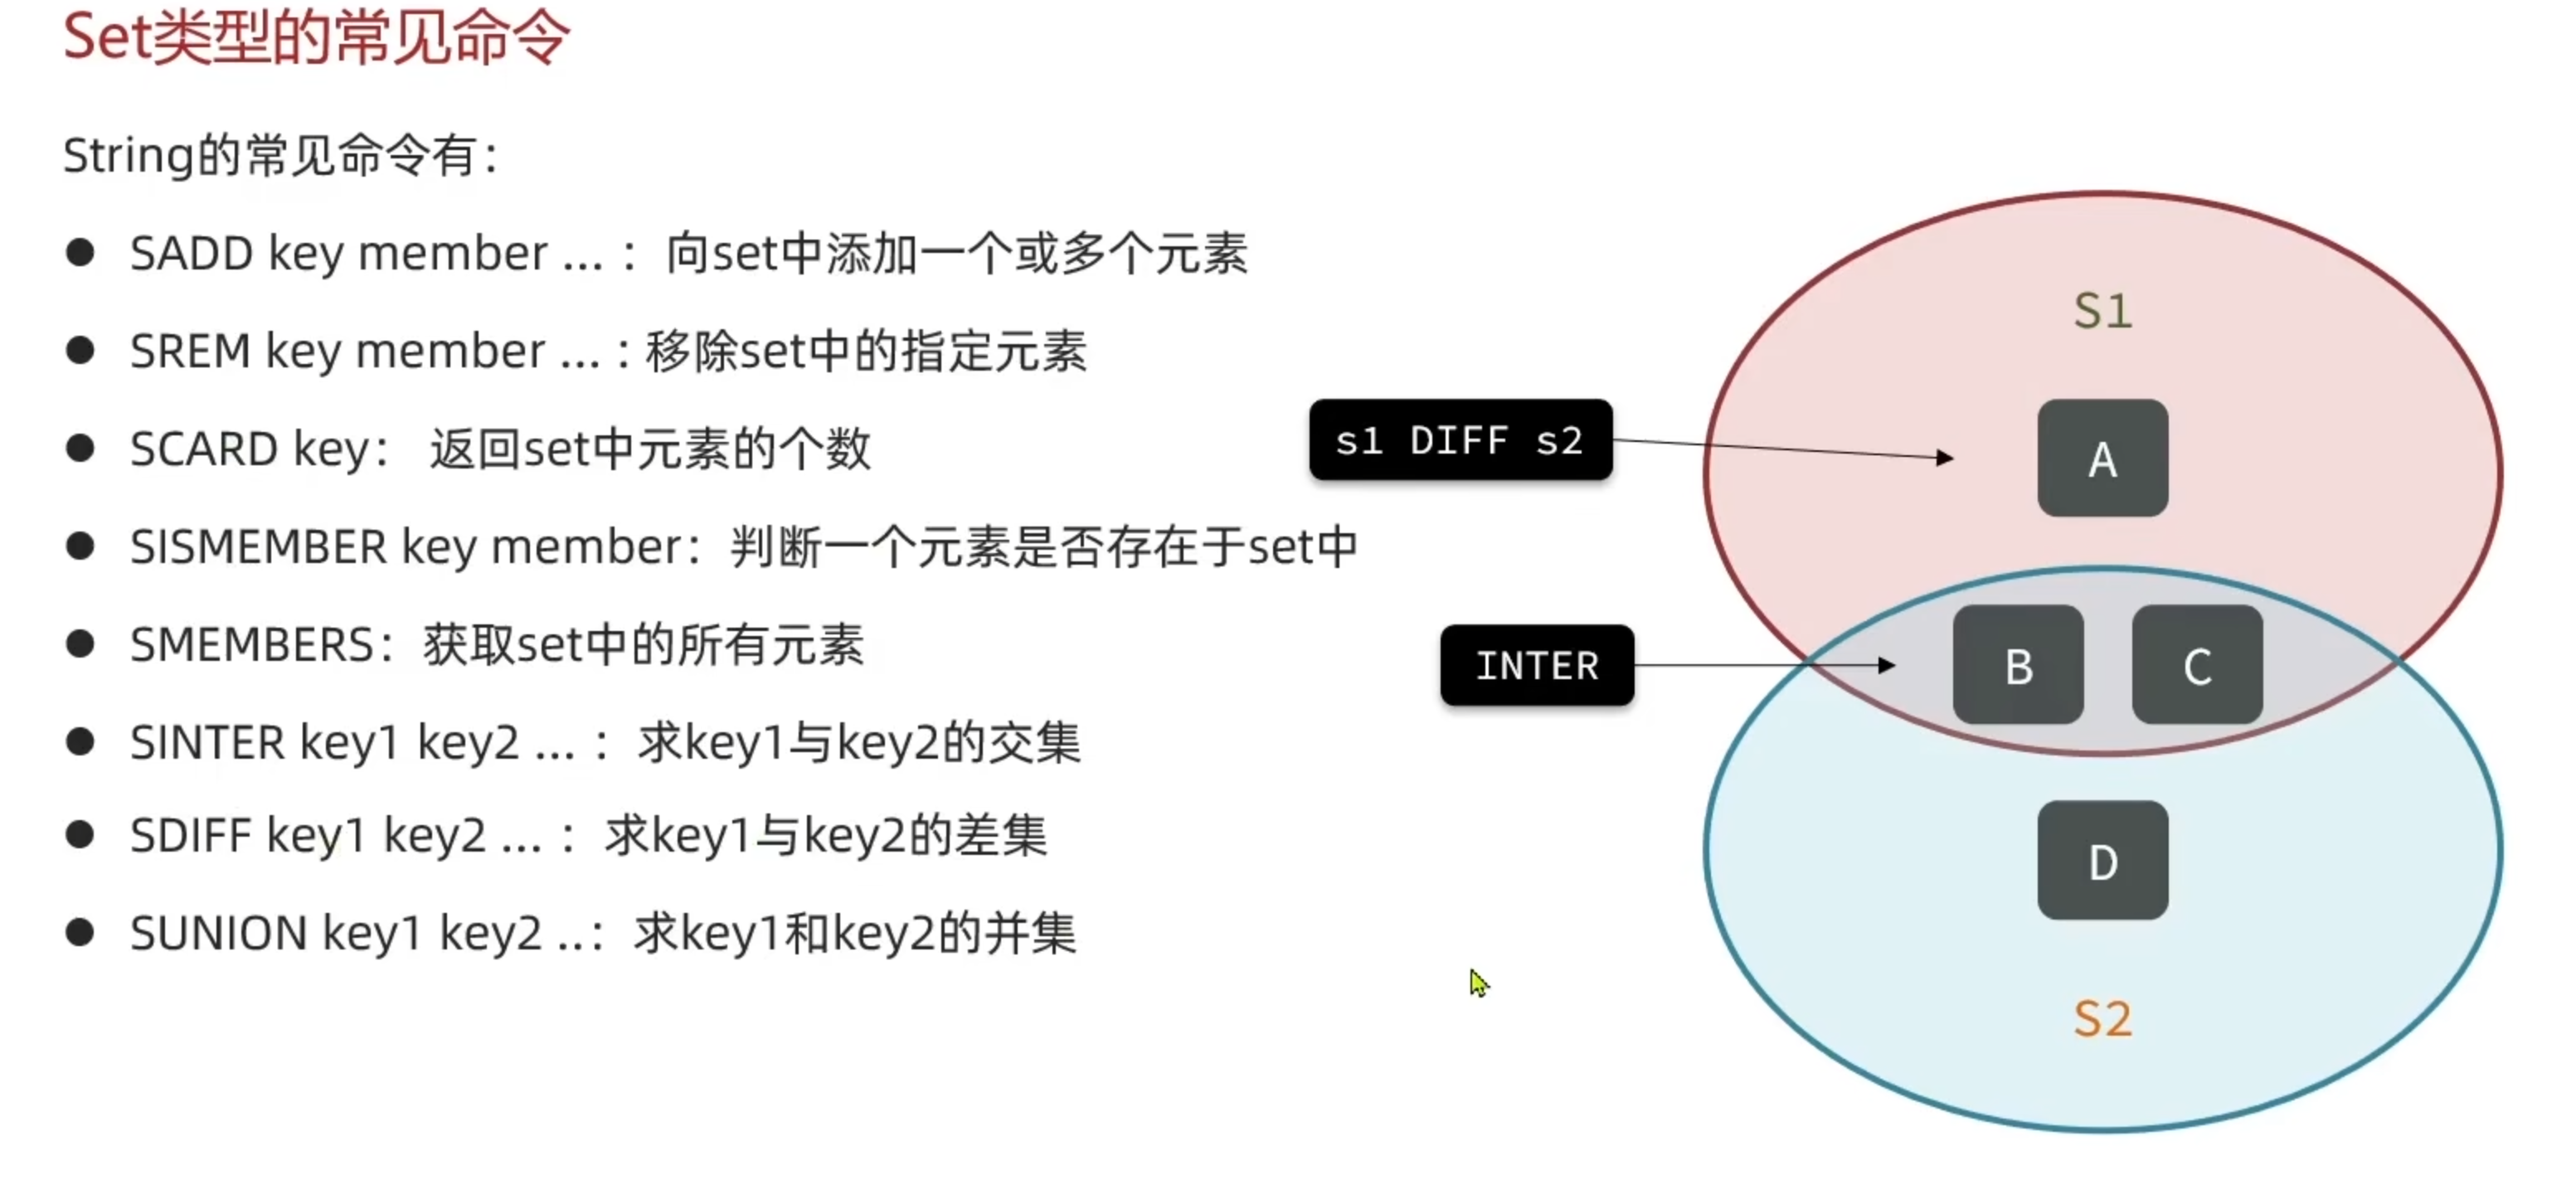 Set类型的常见命令
String的常见命令有：
● SADD key member ... ：向set中添加一个或多个元素
● SREM key member ... : 移除set中的指定元素
● SCARD key： 返回set中元素的个数
● SISMEMBER key member：判断一个元素是否存在于set中
● SMEMBERS：获取set中的所有元素
● SINTER key1 key2 ... ：求key1与key2的交集
● SDIFF key1 key2 ... ：求key1与key2的差集
● SUNION key1 key2 ..：求key1和key2的并集
S1
s1 DIFF s2
A
INTER
B C
D
S2